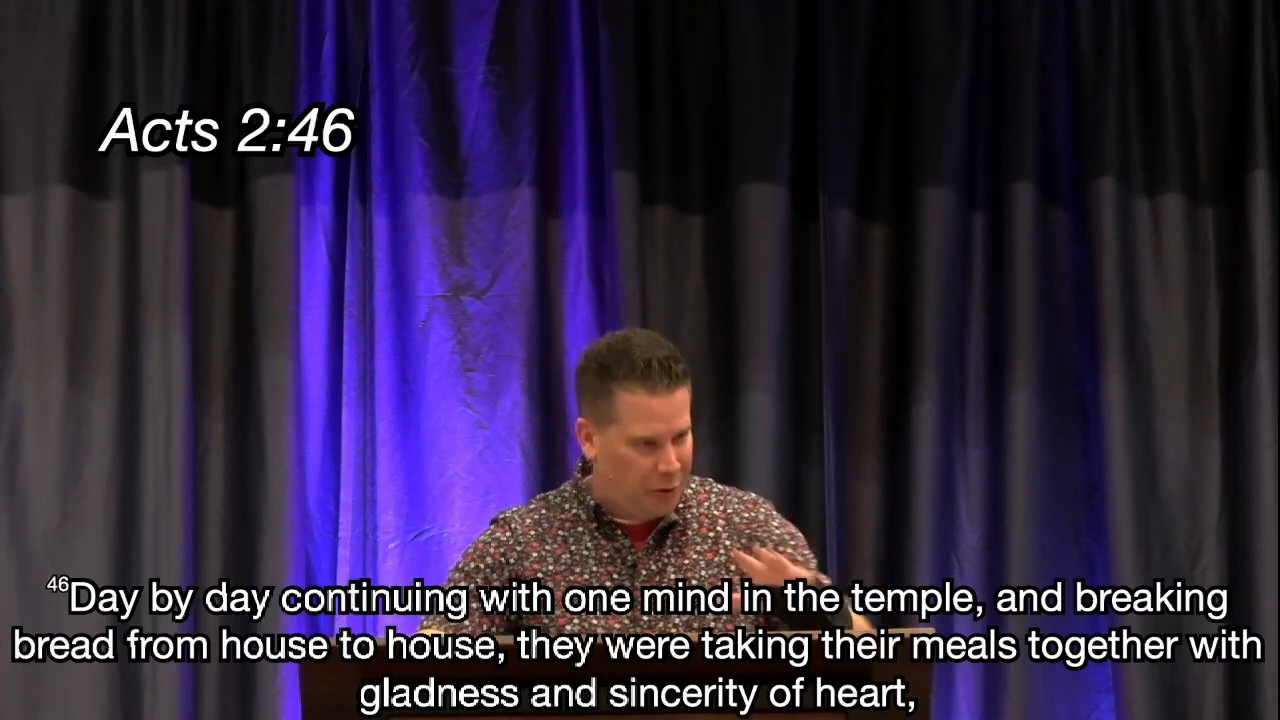 Acts 2:46
46Day by day continuing with one mind in the temple, and breaking
bread from house to house, they were taking their meals together with
gladness and sincerity of heart,